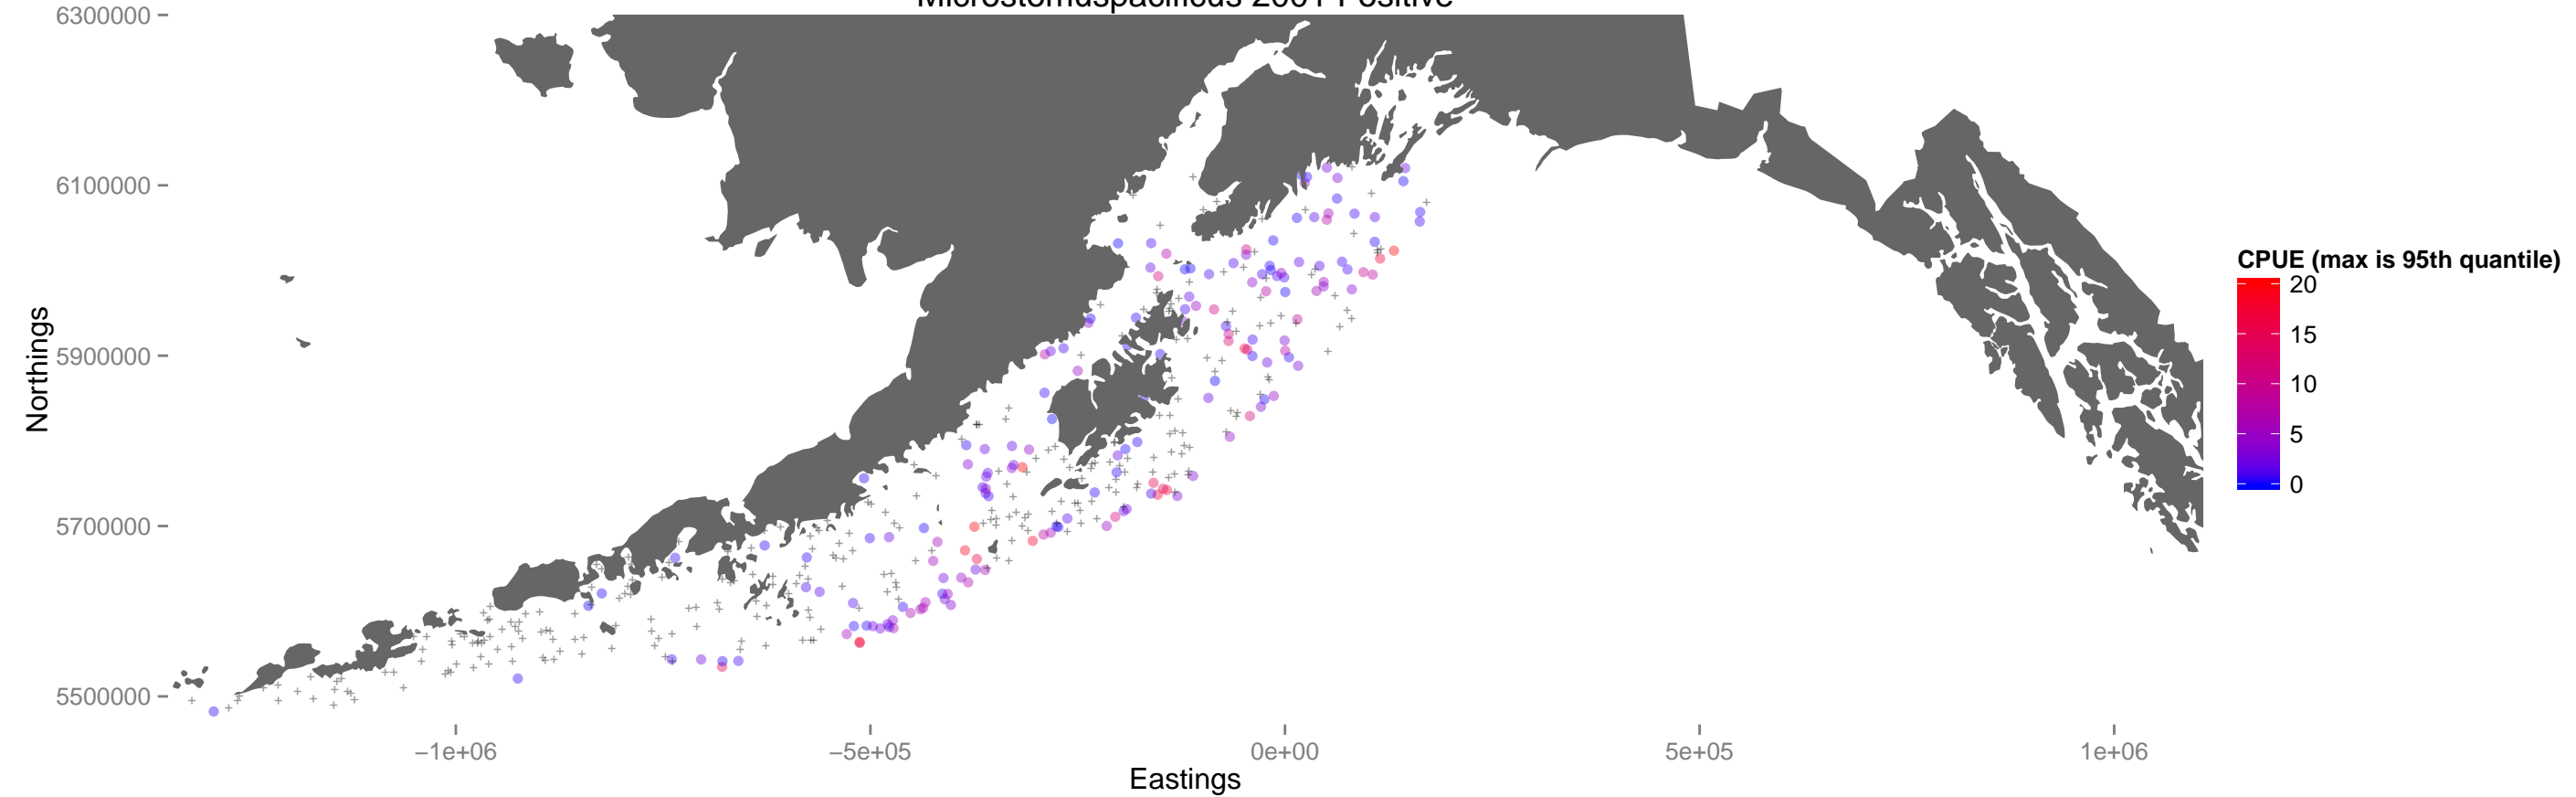 Microstomuspacificus 2001 Positive
6300000
6100000
5900000
5700000
5500000
Northings
−1e+06
−5e+05
0e+00
5e+05
1e+06
Eastings
CPUE (max is 95th quantile)
20
15
10
5
0